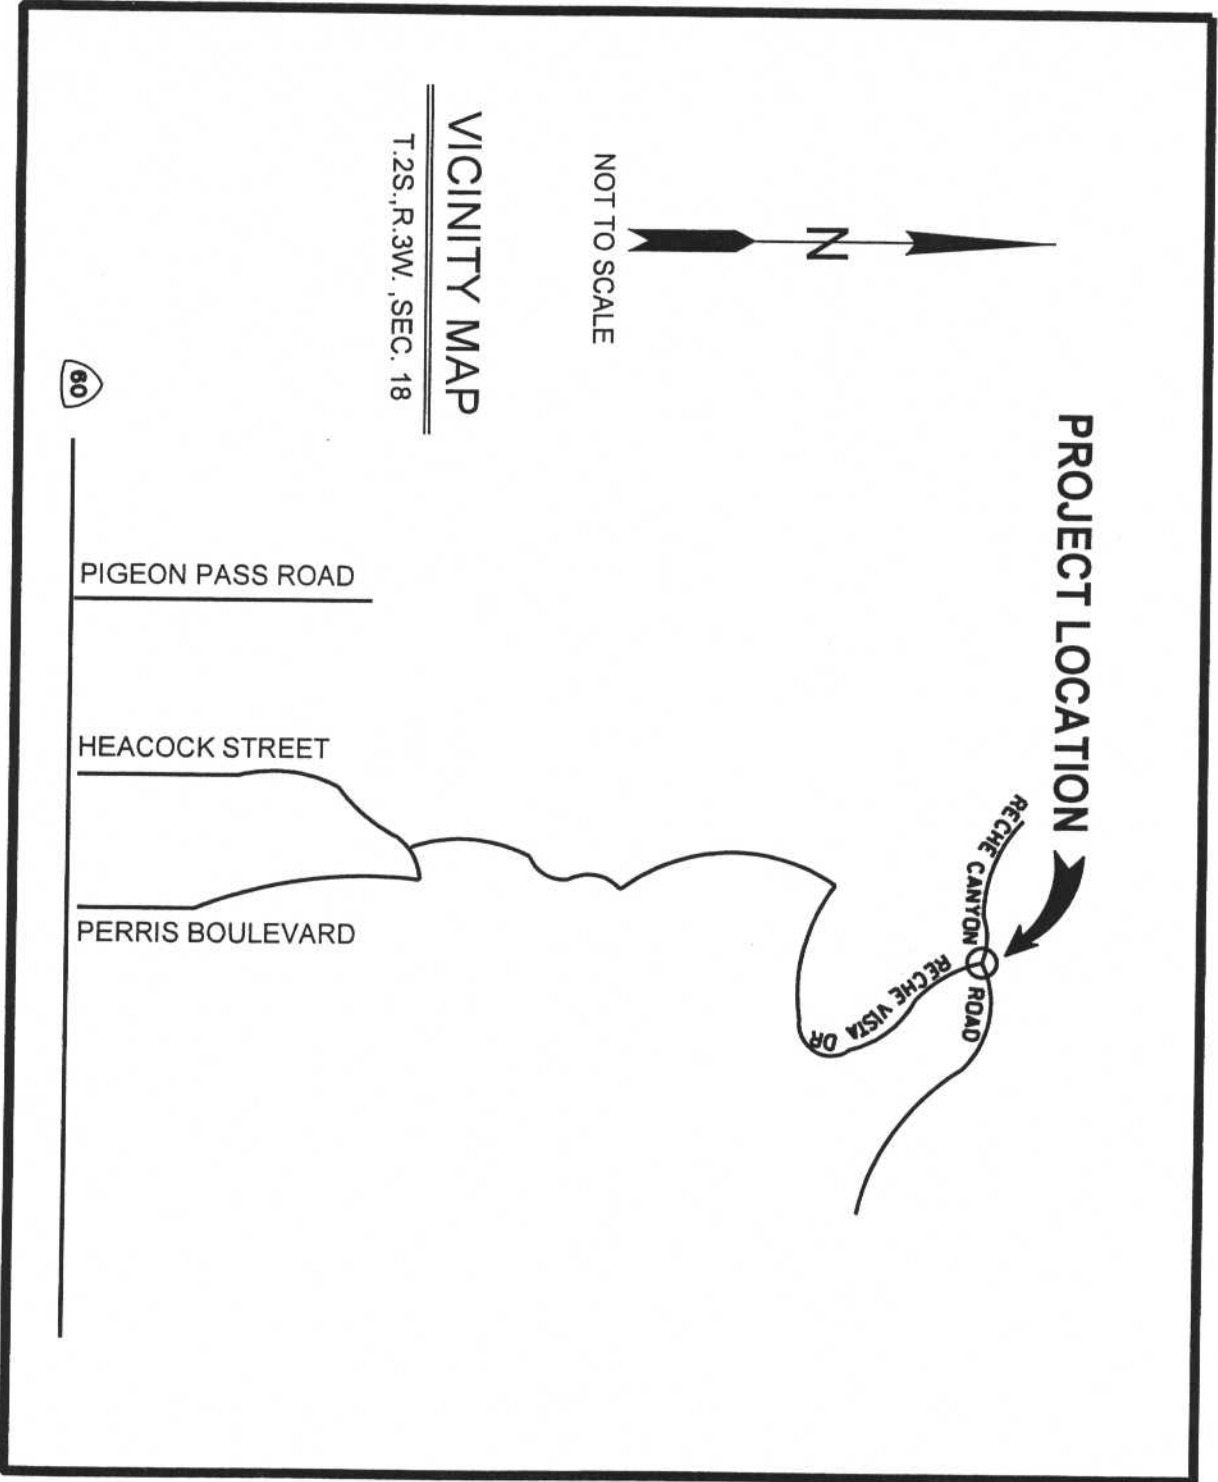 PROJECT LOCATION
RECHE CANYON ROAD
RECHE VISTA DR
N
NOT TO SCALE
VICINITY MAP
T.2S.,R.3W. ,SEC. 18
60
PIGEON PASS ROAD
HEACOCK STREET
PERRIS BOULEVARD